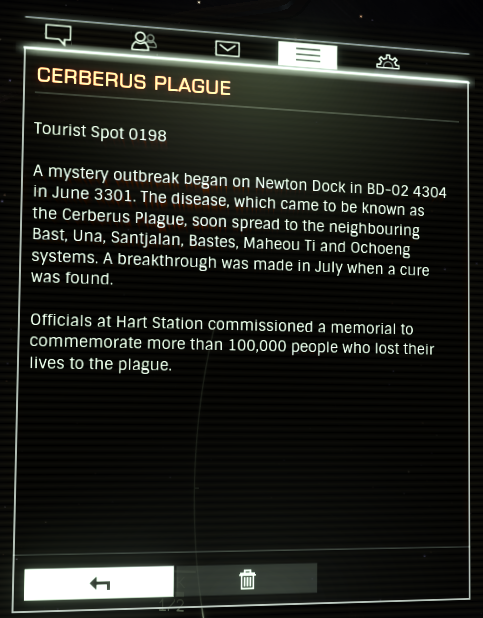 CERBERUS PLAGUE
Tourist Spot 0198
A mystery outbreak began on Newton Dock in BD-02 4304
in June 3301. The disease, which came to be known as
the Cerberus Plague, soon spread to the neighbouring
Bast, Una, Santjalan, Bastes, Maheou Ti and Ochoeng
systems. A breakthrough was made in July when a cure
was found.
Officials at Hart Station commissioned a memorial to
commemorate more than 100,000 people who lost their
lives to the plague.
1/2